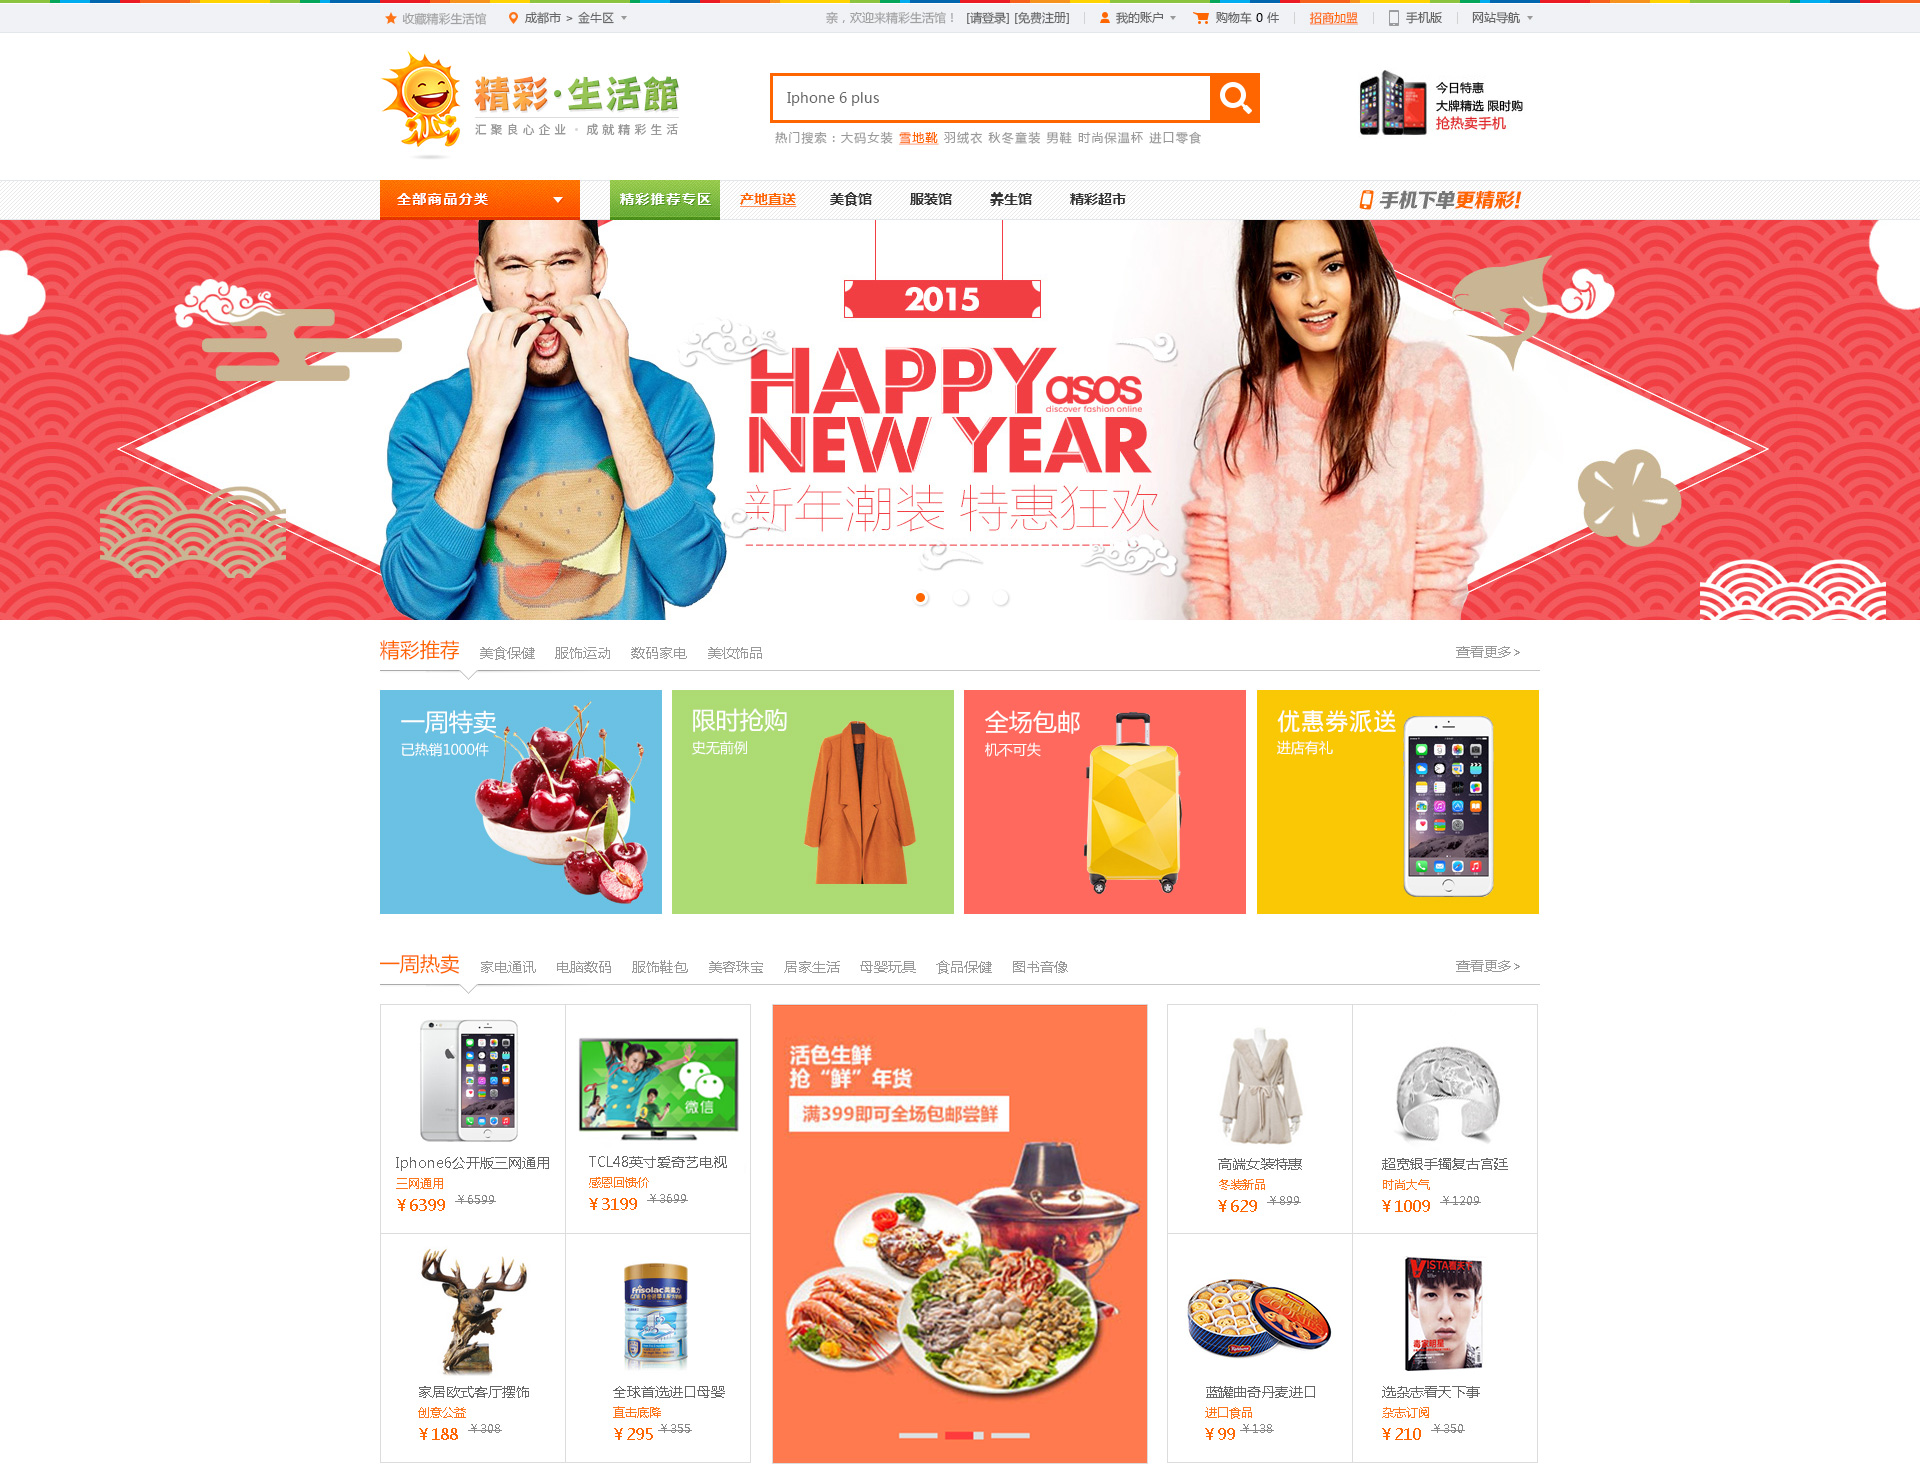 收藏精彩生活馆 成都市 > 金牛区 亲，欢迎来精彩生活馆！ [请登录] [免费注册] 我的账户 购物车 0 件 招商加盟 手机版 网站导航
精彩·生活館
汇聚良心企业 · 成就精彩生活
Iphone 6 plus
热门搜索：大码女装 雪地靴 羽绒衣 秋冬童装 男鞋 时尚保温杯 进口零食
今日特惠
大牌精选 限时购
抢热卖手机
全部商品分类 精彩推荐专区 产地直送 美食馆 服装馆 养生馆 精彩超市 手机下单更精彩!
2015
HAPPY asos
discover fashion online
NEW YEAR
新年潮装 特惠狂欢
精彩推荐 美食保健 服饰运动 数码家电 美妆饰品 查看更多>
一周特卖
已热销1000件
限时抢购
史无前例
全场包邮
机不可失
优惠券派送
进店有礼
一周热卖 家电通讯 电脑数码 服饰鞋包 美容珠宝 居家生活 母婴玩具 食品保健 图书音像 查看更多>
Iphone6公开版三网通用
三网通用
¥6399 ¥6599
微信
TCL48英寸爱奇艺电视
感恩回馈价
¥3199 ¥3699
活色生鲜
抢“鲜”年货
满399即可全场包邮尝鲜
高端女装特惠
冬装新品
¥629 ¥899
超宽银手镯复古宫廷
时尚大气
¥1009 ¥1209
家居欧式客厅摆饰
创意公益
¥188 ¥308
Frisolac
全球首选进口母婴
直击底降
¥295 ¥355
蓝罐曲奇丹麦进口
进口食品
¥99 ¥138
VISTA看天下
选杂志看天下事
杂志订阅
¥210 ¥350